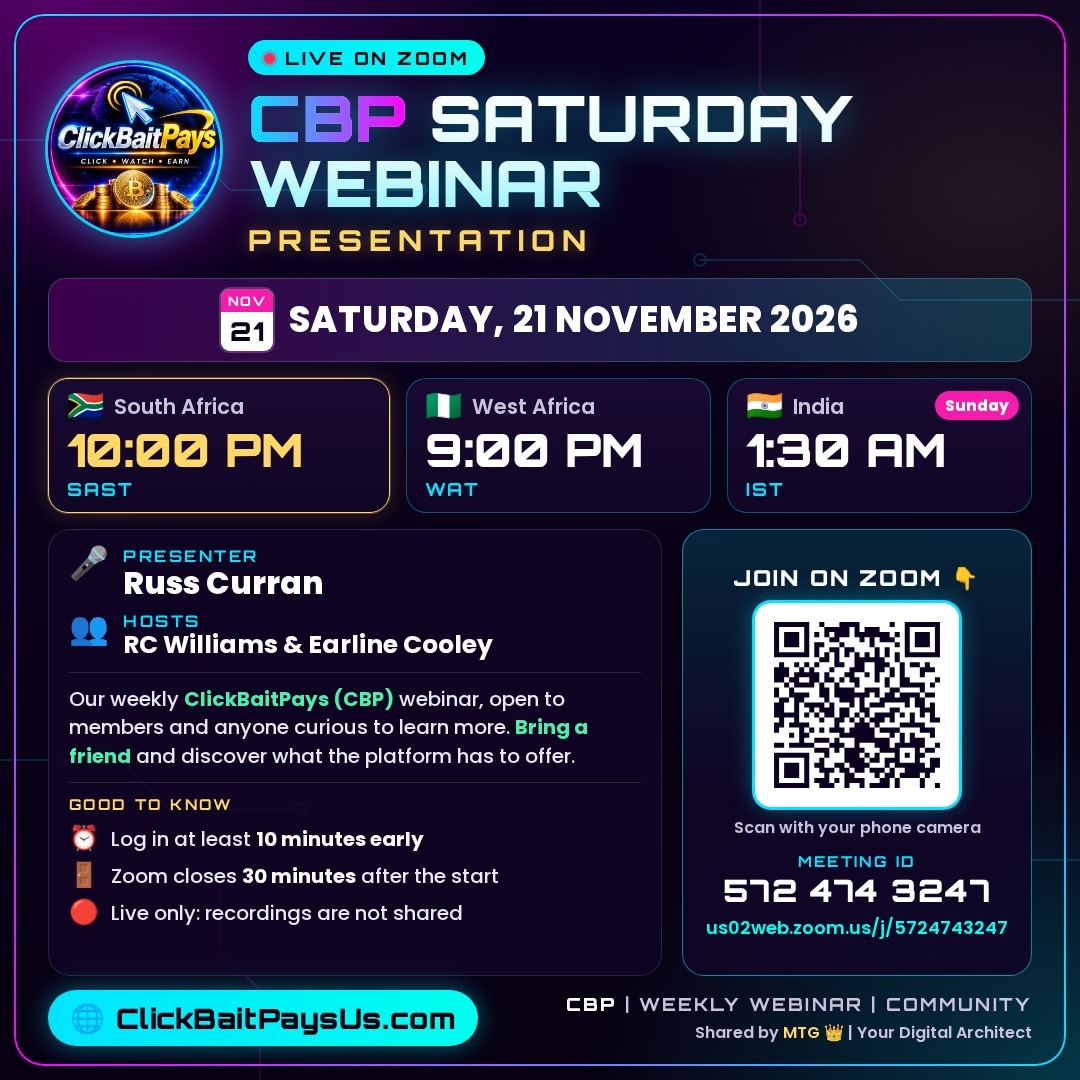 LIVE ON ZOOM
ClickBaitPays
CLICK • WATCH • EARN
CBP SATURDAY
WEBINAR
PRESENTATION
NOV
21
SATURDAY, 21 NOVEMBER 2026
South Africa
10:00 PM
SAST
West Africa
9:00 PM
WAT
India
Sunday
1:30 AM
IST
PRESENTER
Russ Curran
HOSTS
RC Williams & Earline Cooley
Our weekly ClickBaitPays (CBP) webinar, open to
members and anyone curious to learn more. Bring a
friend and discover what the platform has to offer.
GOOD TO KNOW
Log in at least 10 minutes early
Zoom closes 30 minutes after the start
Live only: recordings are not shared
JOIN ON ZOOM 👇
Scan with your phone camera
MEETING ID
572 474 3247
us02web.zoom.us/j/5724743247
ClickBaitPaysUs.com
CBP | WEEKLY WEBINAR | COMMUNITY
Shared by MTG 👑 | Your Digital Architect